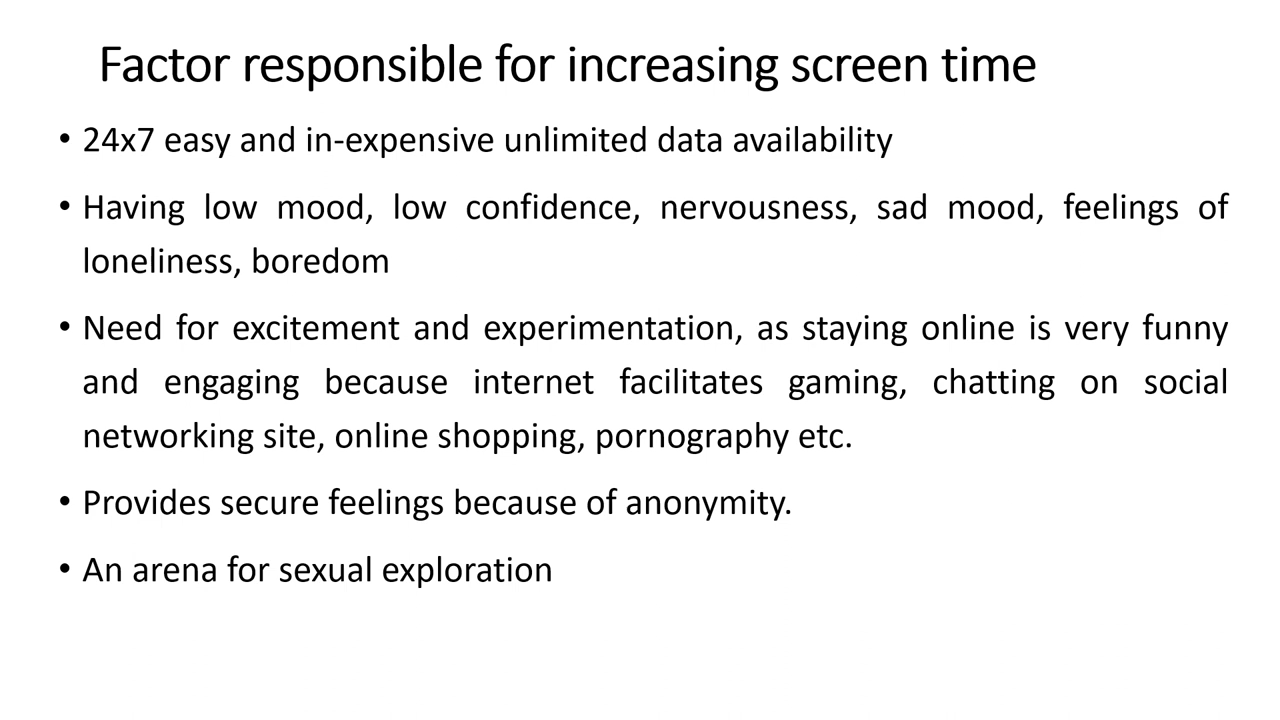 Factor responsible for increasing screen time
• 24x7 easy and in-expensive unlimited data availability
• Having low mood, low confidence, nervousness, sad mood, feelings of
loneliness, boredom
• Need for excitement and experimentation, as staying online is very funny
and engaging because internet facilitates gaming, chatting on social
networking site, online shopping, pornography etc.
• Provides secure feelings because of anonymity.
• An arena for sexual exploration